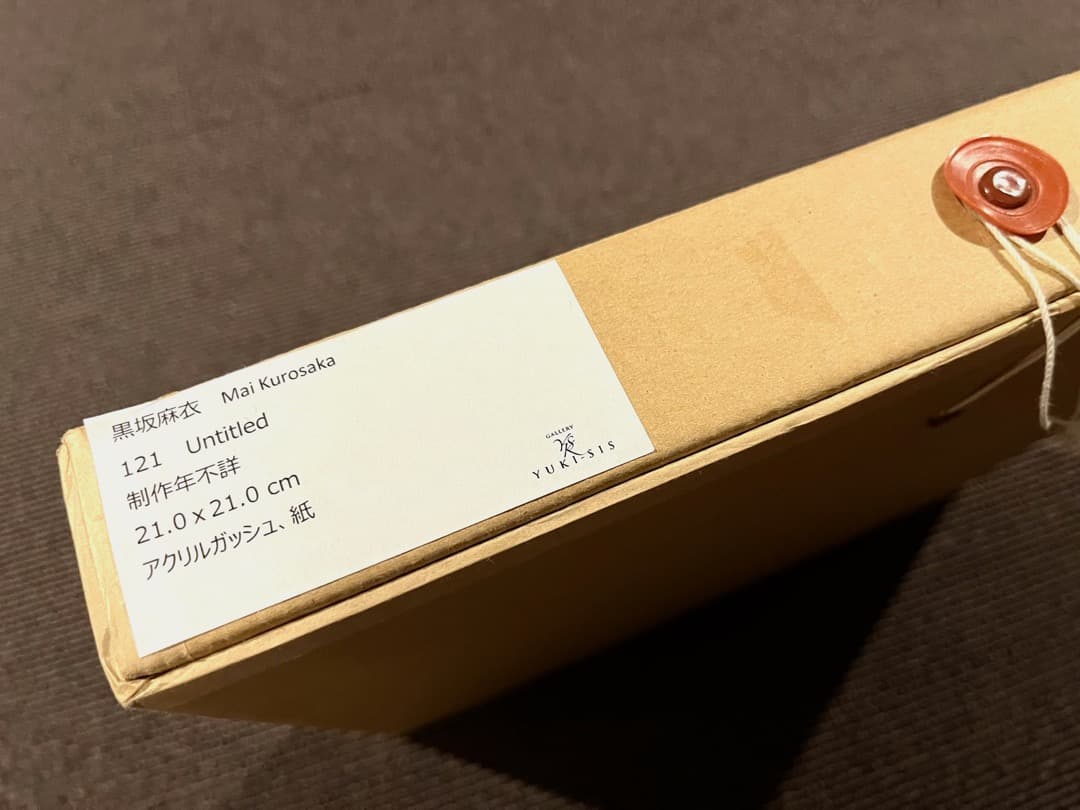 黒坂麻衣　Mai Kurosaka
121　Untitled
制作年不詳
21.0 x 21.0 cm
アクリルガッシュ、紙
GALLERY
YUKI-SIS